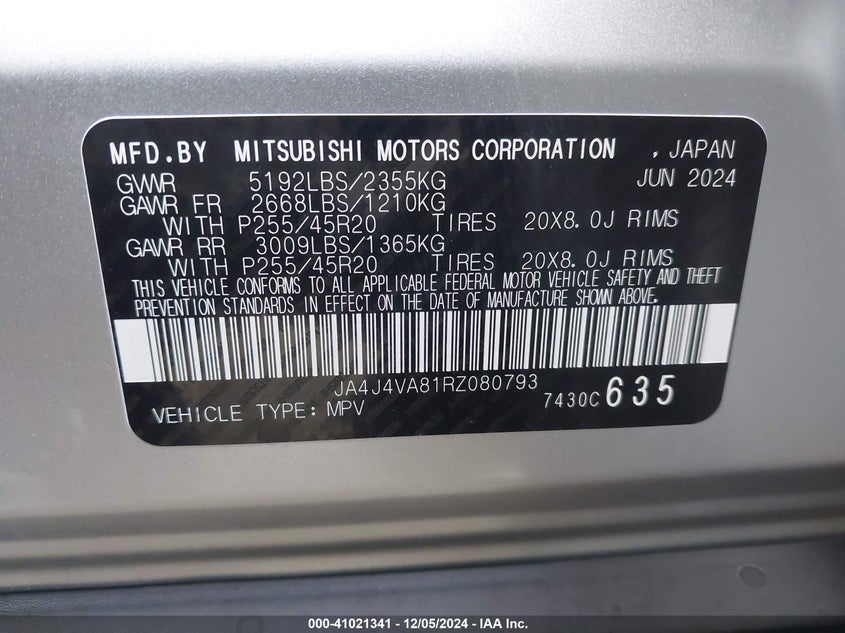 MFD.BY MITSUBISHI MOTORS CORPORATION , JAPAN
GVWR 5192LBS/2355KG JUN 2024
GAWR FR 2668LBS/1210KG
WITH P255/45R20 TIRES 20X8.0J RIMS
GAWR RR 3009LBS/1365KG
WITH P255/45R20 TIRES 20X8.0J RIMS
THIS VEHICLE CONFORMS TO ALL APPLICABLE FEDERAL MOTOR VEHICLE SAFETY AND THEFT
PREVENTION STANDARDS IN EFFECT ON THE DATE OF MANUFACTURE SHOWN ABOVE.
JA4J4VA81RZ080793
VEHICLE TYPE: MPV 7430C 635
000-41021341 - 12/05/2024 - IAA Inc.